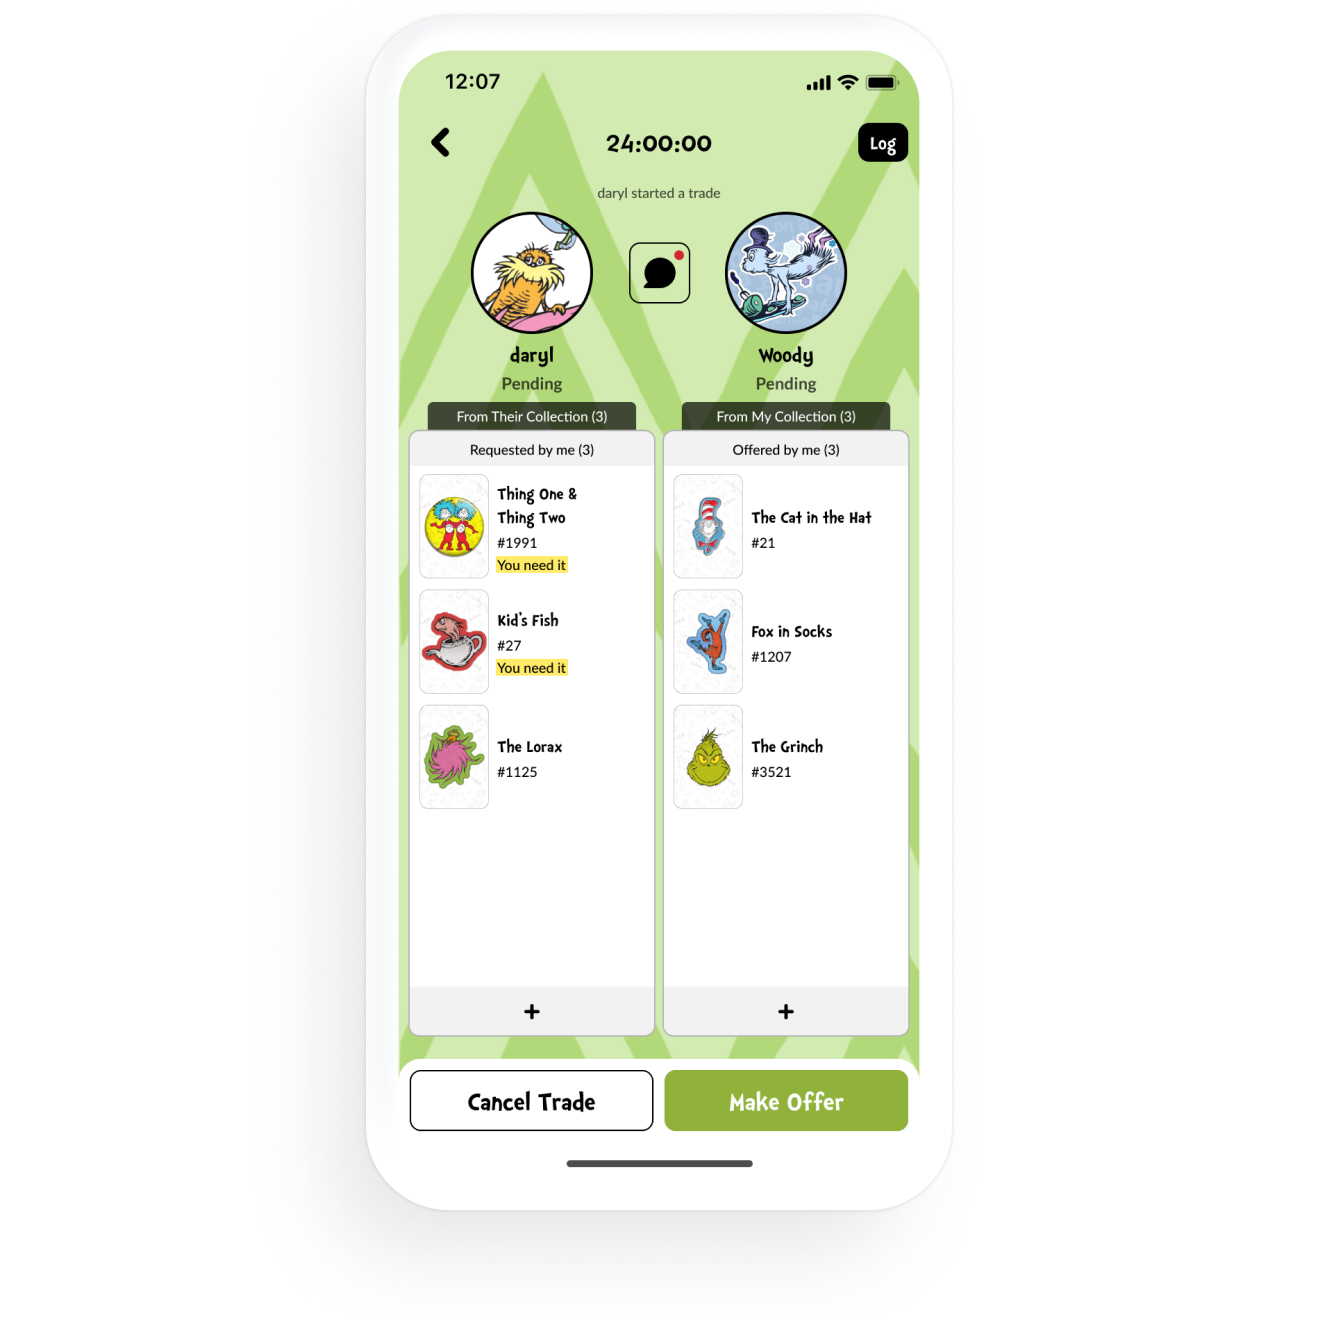 12:07
24:00:00
Log
daryl started a trade
daryl
Pending
Woody
Pending
From Their Collection (3)
From My Collection (3)
Requested by me (3)
Offered by me (3)
Thing One &
Thing Two
#1991
You need it
Kid's Fish
#27
You need it
The Lorax
#1125
The Cat in the Hat
#21
Fox in Socks
#1207
The Grinch
#3521
+
+
Cancel Trade
Make Offer